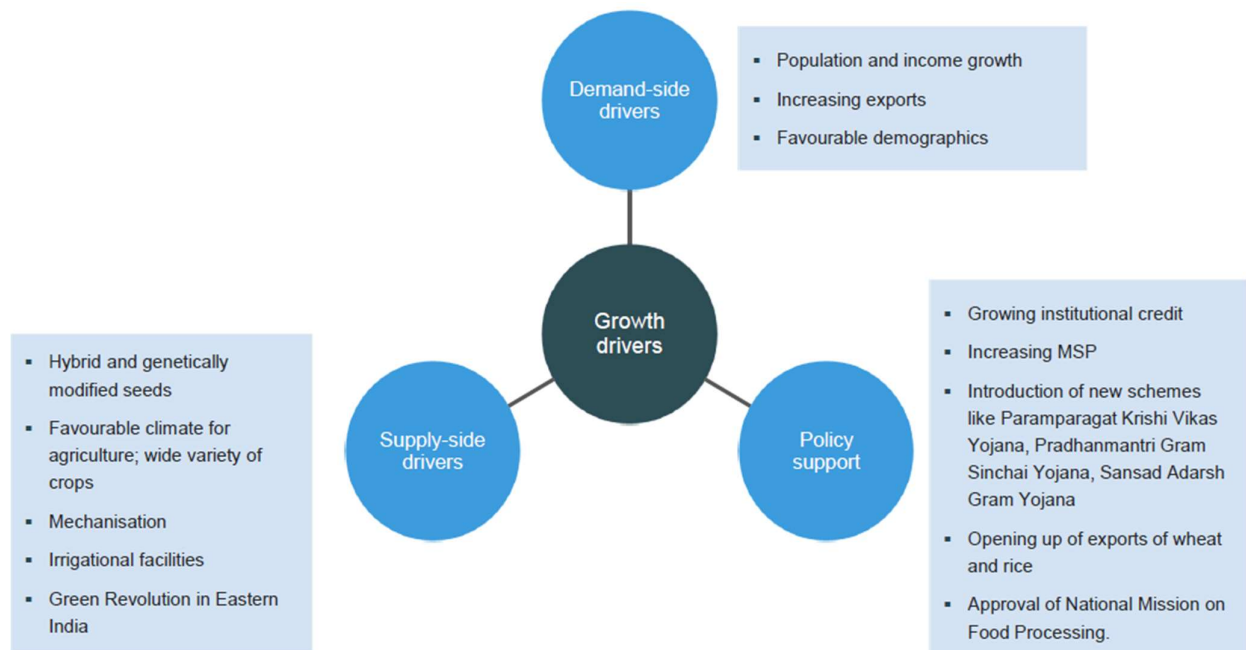 Demand-side
drivers
▪ Population and income growth
▪ Increasing exports
▪ Favourable demographics
Growth
drivers
Supply-side
drivers
▪ Hybrid and genetically
modified seeds
▪ Favourable climate for
agriculture; wide variety of
crops
▪ Mechanisation
▪ Irrigational facilities
▪ Green Revolution in Eastern
India
Policy
support
▪ Growing institutional credit
▪ Increasing MSP
▪ Introduction of new schemes
like Paramparagat Krishi Vikas
Yojana, Pradhanmantri Gram
Sinchai Yojana, Sansad Adarsh
Gram Yojana
▪ Opening up of exports of wheat
and rice
▪ Approval of National Mission on
Food Processing.